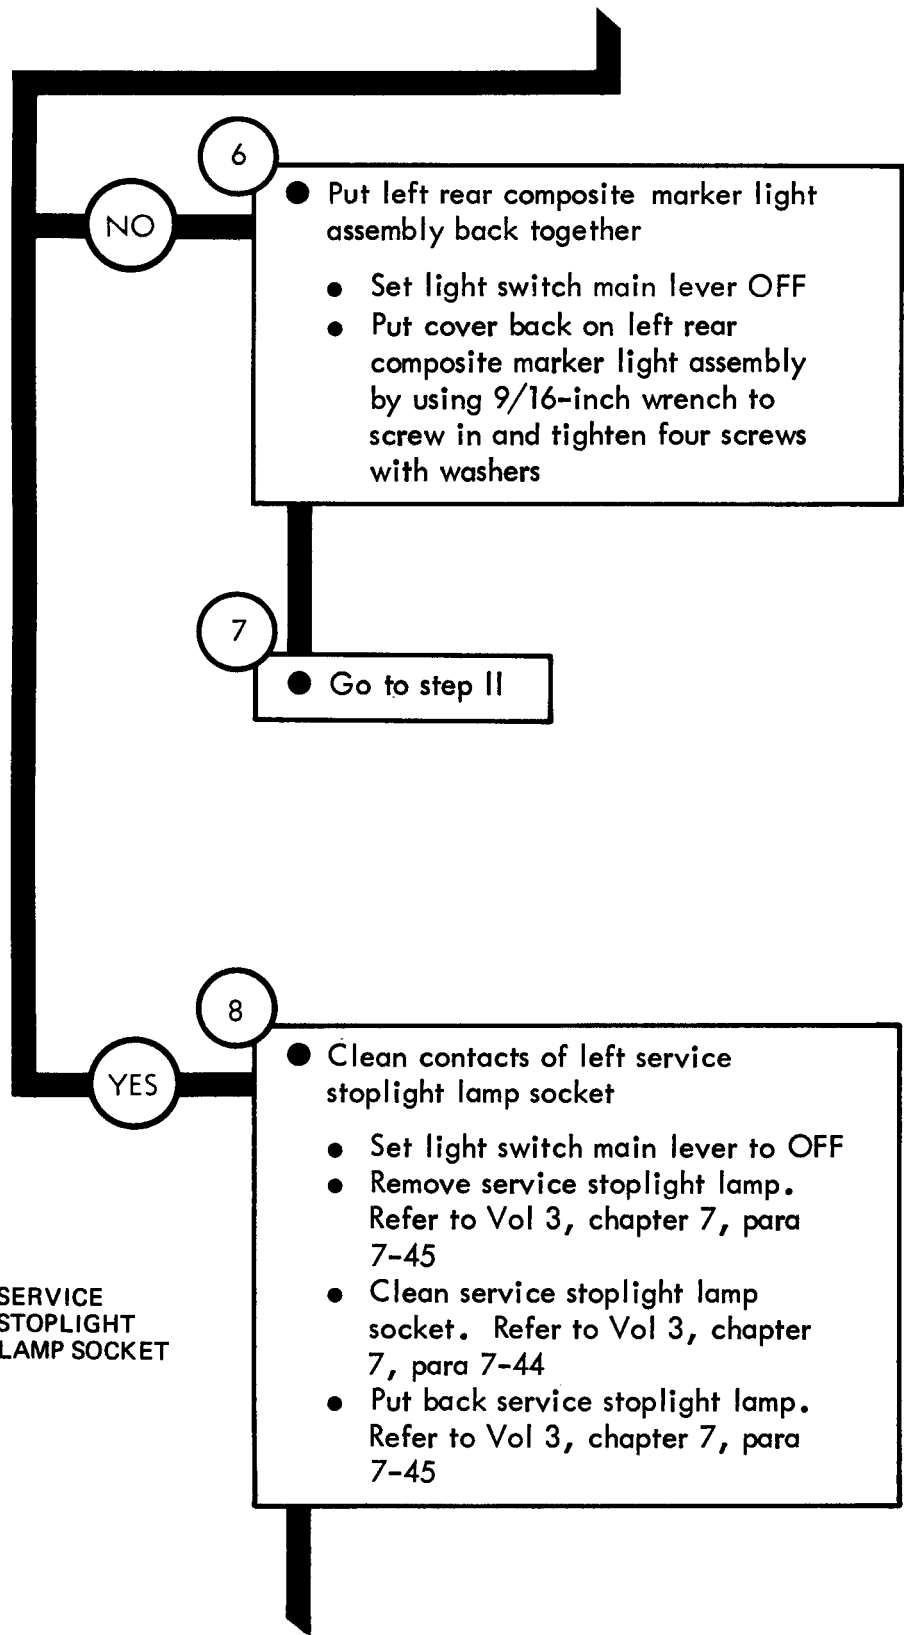 6
NO
● Put left rear composite marker light
assembly back together
● Set light switch main lever OFF
● Put cover back on left rear
composite marker light assembly
by using 9/16-inch wrench to
screw in and tighten four screws
with washers
7
● Go to step 11
8
YES
● Clean contacts of left service
stoplight lamp socket
● Set light switch main lever to OFF
● Remove service stoplight lamp.
Refer to Vol 3, chapter 7, para
7-45
● Clean service stoplight lamp
socket. Refer to Vol 3, chapter
7, para 7-44
● Put back service stoplight lamp.
Refer to Vol 3, chapter 7, para
7-45
SERVICE
STOPLIGHT
LAMP SOCKET